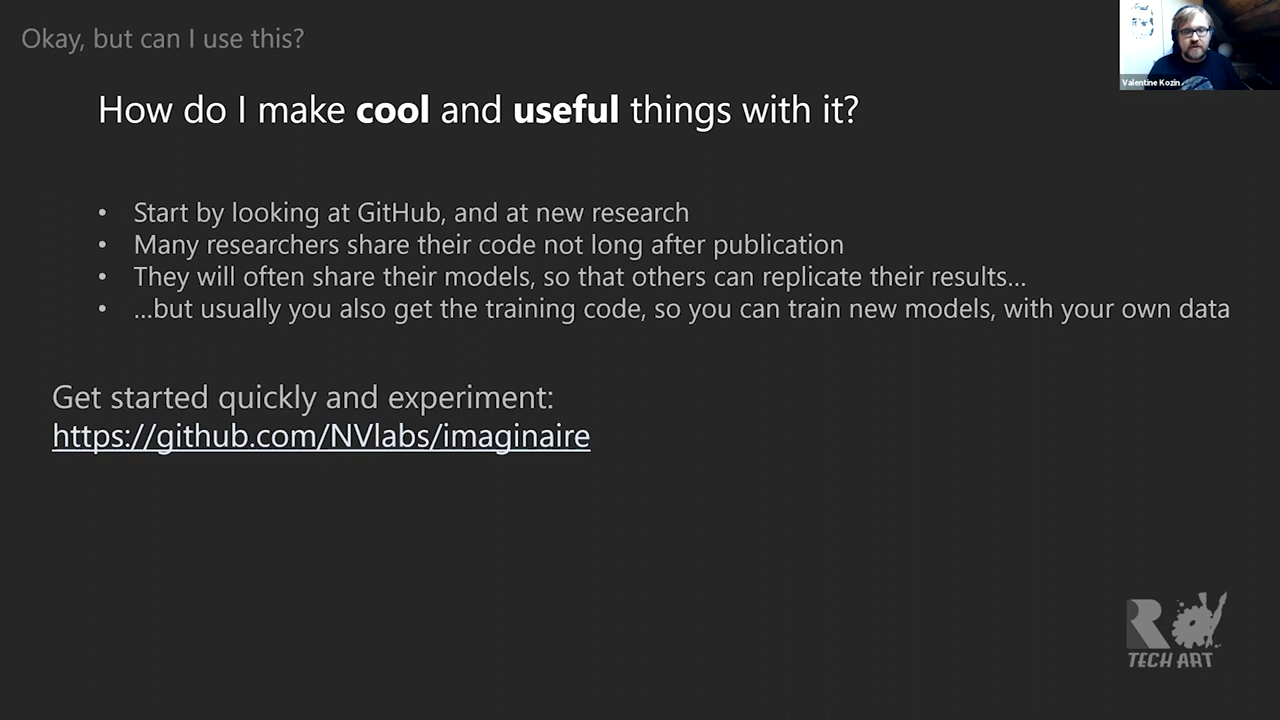 Okay, but can I use this?
Valentine Kozin
How do I make cool and useful things with it?
• Start by looking at GitHub, and at new research
• Many researchers share their code not long after publication
• They will often share their models, so that others can replicate their results...
• ...but usually you also get the training code, so you can train new models, with your own data
Get started quickly and experiment:
https://github.com/NVlabs/imaginaire
R
TECH ART